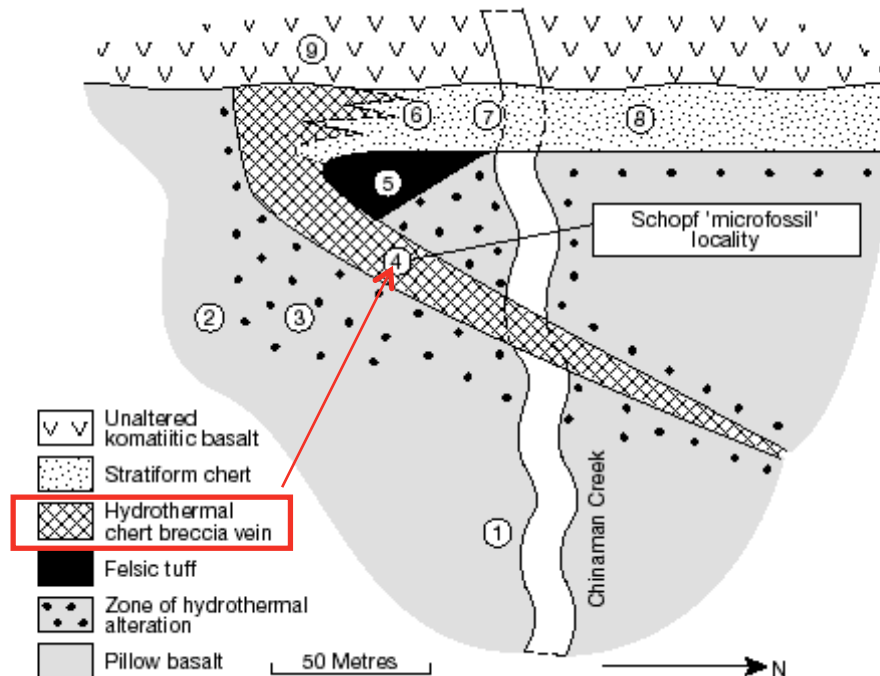 9
6
7
8
5
Schopf 'microfossil'
locality
4
2
3
1
Chinaman Creek
Unaltered
komatiitic basalt
Stratiform chert
Hydrothermal
chert breccia vein
Felsic tuff
Zone of hydrothermal
alteration
Pillow basalt
50 Metres
N